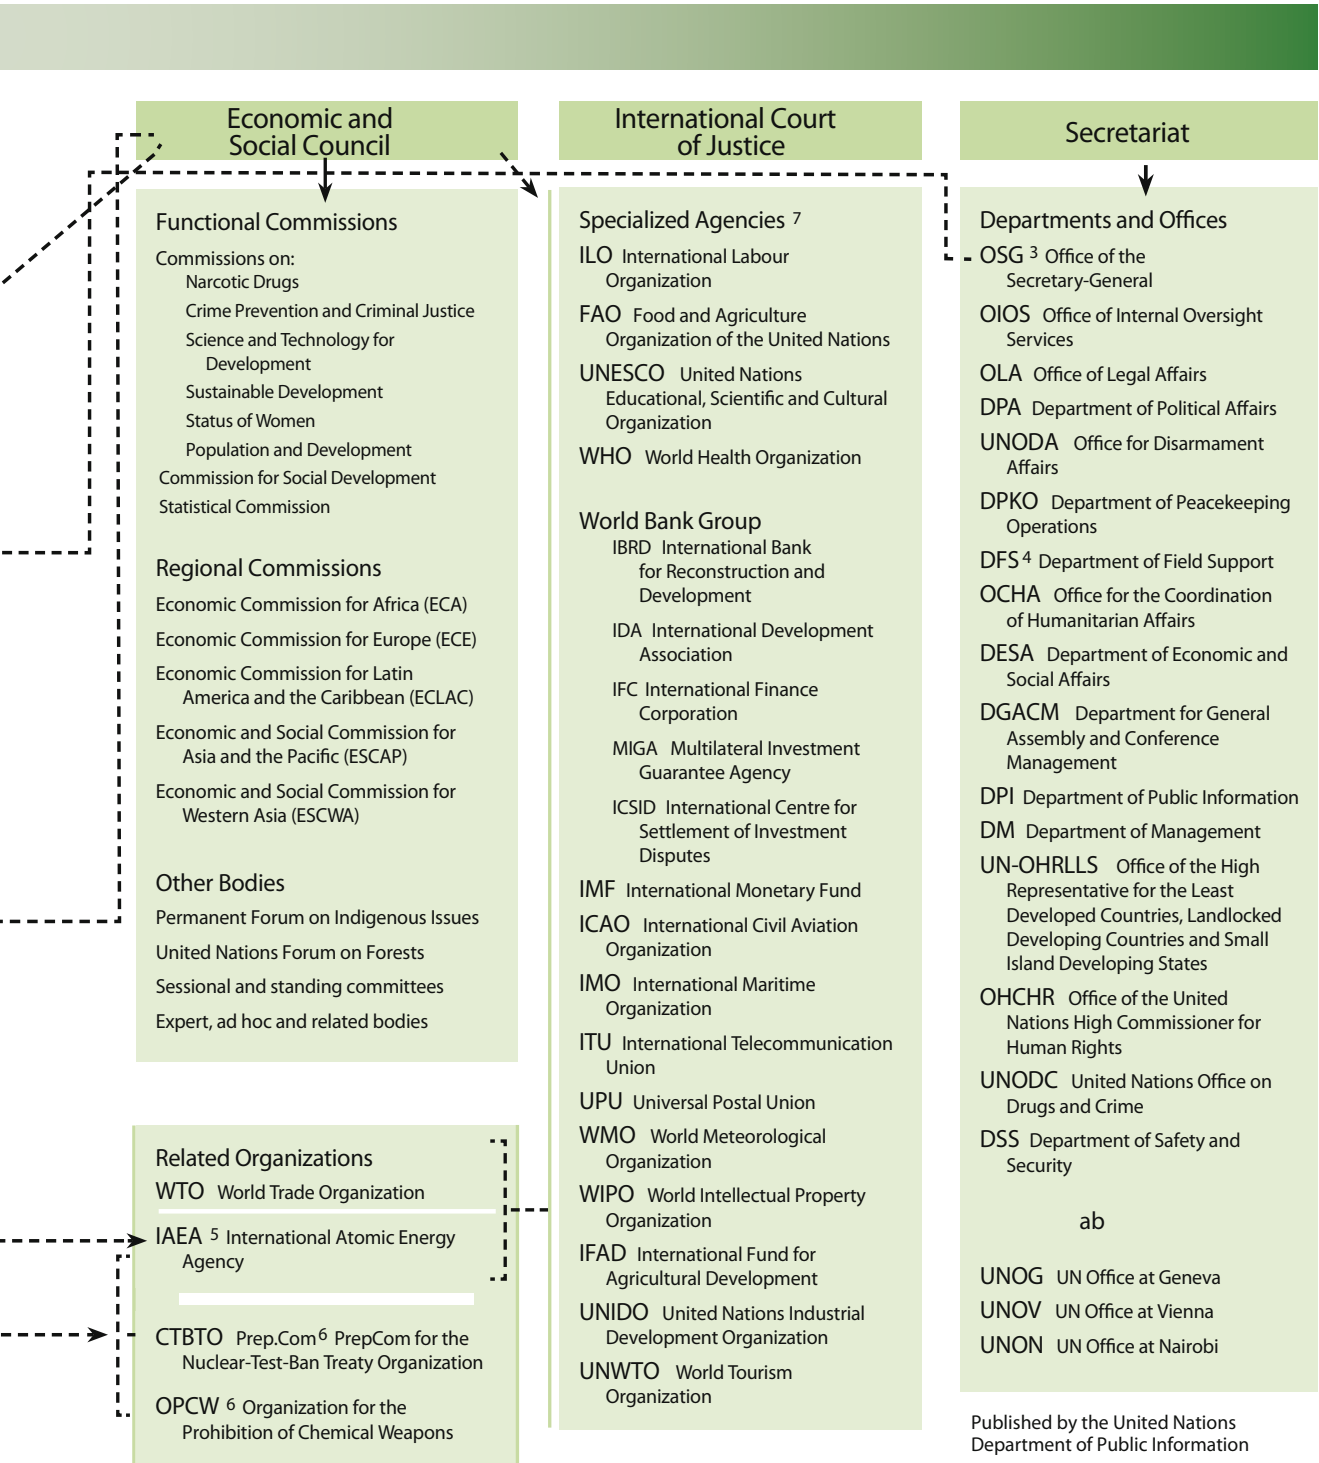 Economic and
Social Council
Functional Commissions
Commissions on:
Narcotic Drugs
Crime Prevention and Criminal Justice
Science and Technology for
Development
Sustainable Development
Status of Women
Population and Development
Commission for Social Development
Statistical Commission
Regional Commissions
Economic Commission for Africa (ECA)
Economic Commission for Europe (ECE)
Economic Commission for Latin
America and the Caribbean (ECLAC)
Economic and Social Commission for
Asia and the Pacific (ESCAP)
Economic and Social Commission for
Western Asia (ESCWA)
Other Bodies
Permanent Forum on Indigenous Issues
United Nations Forum on Forests
Sessional and standing committees
Expert, ad hoc and related bodies
Related Organizations
WTO World Trade Organization
IAEA 5 International Atomic Energy
Agency
CTBTO Prep.Com 6 PrepCom for the
Nuclear-Test-Ban Treaty Organization
OPCW 6 Organization for the
Prohibition of Chemical Weapons
International Court
of Justice
Specialized Agencies 7
ILO International Labour
Organization
FAO Food and Agriculture
Organization of the United Nations
UNESCO United Nations
Educational, Scientific and Cultural
Organization
WHO World Health Organization
World Bank Group
IBRD International Bank
for Reconstruction and
Development
IDA International Development
Association
IFC International Finance
Corporation
MIGA Multilateral Investment
Guarantee Agency
ICSID International Centre for
Settlement of Investment
Disputes
IMF International Monetary Fund
ICAO International Civil Aviation
Organization
IMO International Maritime
Organization
ITU International Telecommunication
Union
UPU Universal Postal Union
WMO World Meteorological
Organization
WIPO World Intellectual Property
Organization
IFAD International Fund for
Agricultural Development
UNIDO United Nations Industrial
Development Organization
UNWTO World Tourism
Organization
Secretariat
Departments and Offices
OSG 3 Office of the
Secretary-General
OIOS Office of Internal Oversight
Services
OLA Office of Legal Affairs
DPA Department of Political Affairs
UNODA Office for Disarmament
Affairs
DPKO Department of Peacekeeping
Operations
DFS 4 Department of Field Support
OCHA Office for the Coordination
of Humanitarian Affairs
DESA Department of Economic and
Social Affairs
DGACM Department for General
Assembly and Conference
Management
DPI Department of Public Information
DM Department of Management
UN-OHRLLS Office of the High
Representative for the Least
Developed Countries, Landlocked
Developing Countries and Small
Island Developing States
OHCHR Office of the United
Nations High Commissioner for
Human Rights
UNODC United Nations Office on
Drugs and Crime
DSS Department of Safety and
Security
ab
UNOG UN Office at Geneva
UNOV UN Office at Vienna
UNON UN Office at Nairobi
Published by the United Nations
Department of Public Information